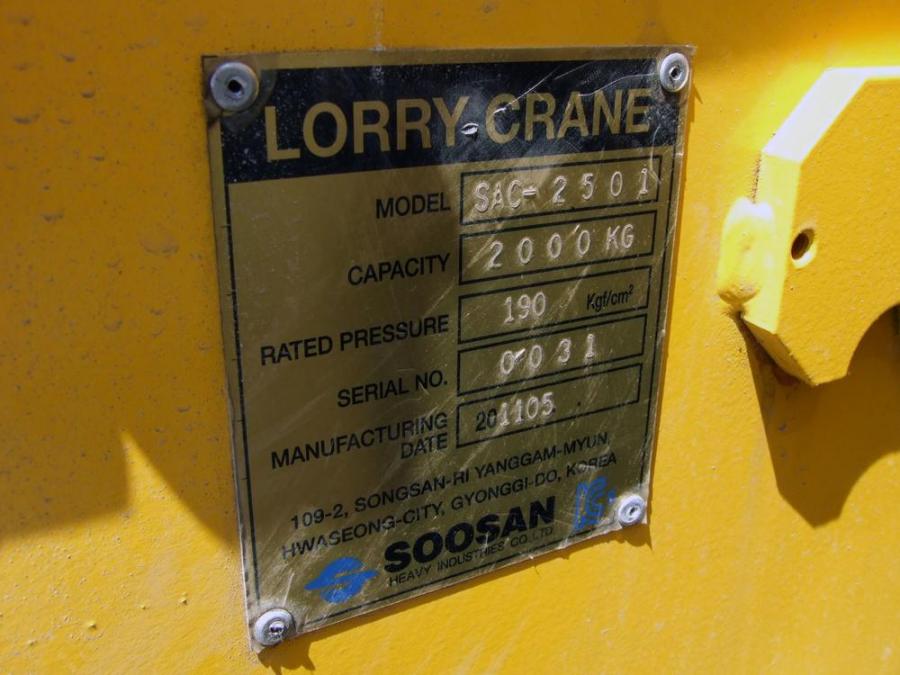 LORRY CRANE
MODEL SAC-2501
CAPACITY 2000 KG
RATED PRESSURE 190 Kgf/cm²
SERIAL NO. 0031
MANUFACTURING DATE 201105
109-2, SONGSAN-RI YANGGAM-MYUN,
HWASEONG-CITY, GYONGGI-DO, KOREA
SOOSAN
HEAVY INDUSTRIES CO., LTD.